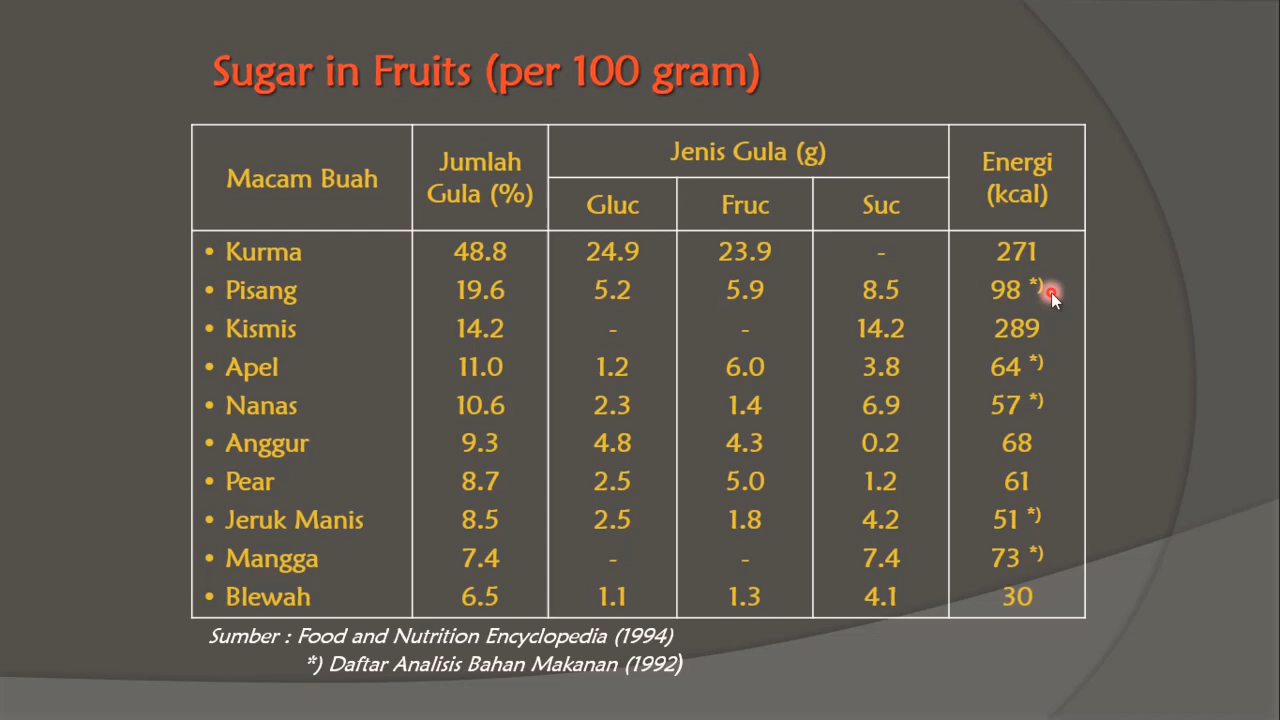 Sugar in Fruits (per 100 gram)
Macam Buah Jumlah Gula (%) Jenis Gula (g) Energi (kcal)
Gluc Fruc Suc
• Kurma 48.8 24.9 23.9 - 271
• Pisang 19.6 5.2 5.9 8.5 98 *)
• Kismis 14.2 - - 14.2 289
• Apel 11.0 1.2 6.0 3.8 64 *)
• Nanas 10.6 2.3 1.4 6.9 57 *)
• Anggur 9.3 4.8 4.3 0.2 68
• Pear 8.7 2.5 5.0 1.2 61
• Jeruk Manis 8.5 2.5 1.8 4.2 51 *)
• Mangga 7.4 - - 7.4 73 *)
• Blewah 6.5 1.1 1.3 4.1 30
Sumber : Food and Nutrition Encyclopedia (1994)
*) Daftar Analisis Bahan Makanan (1992)